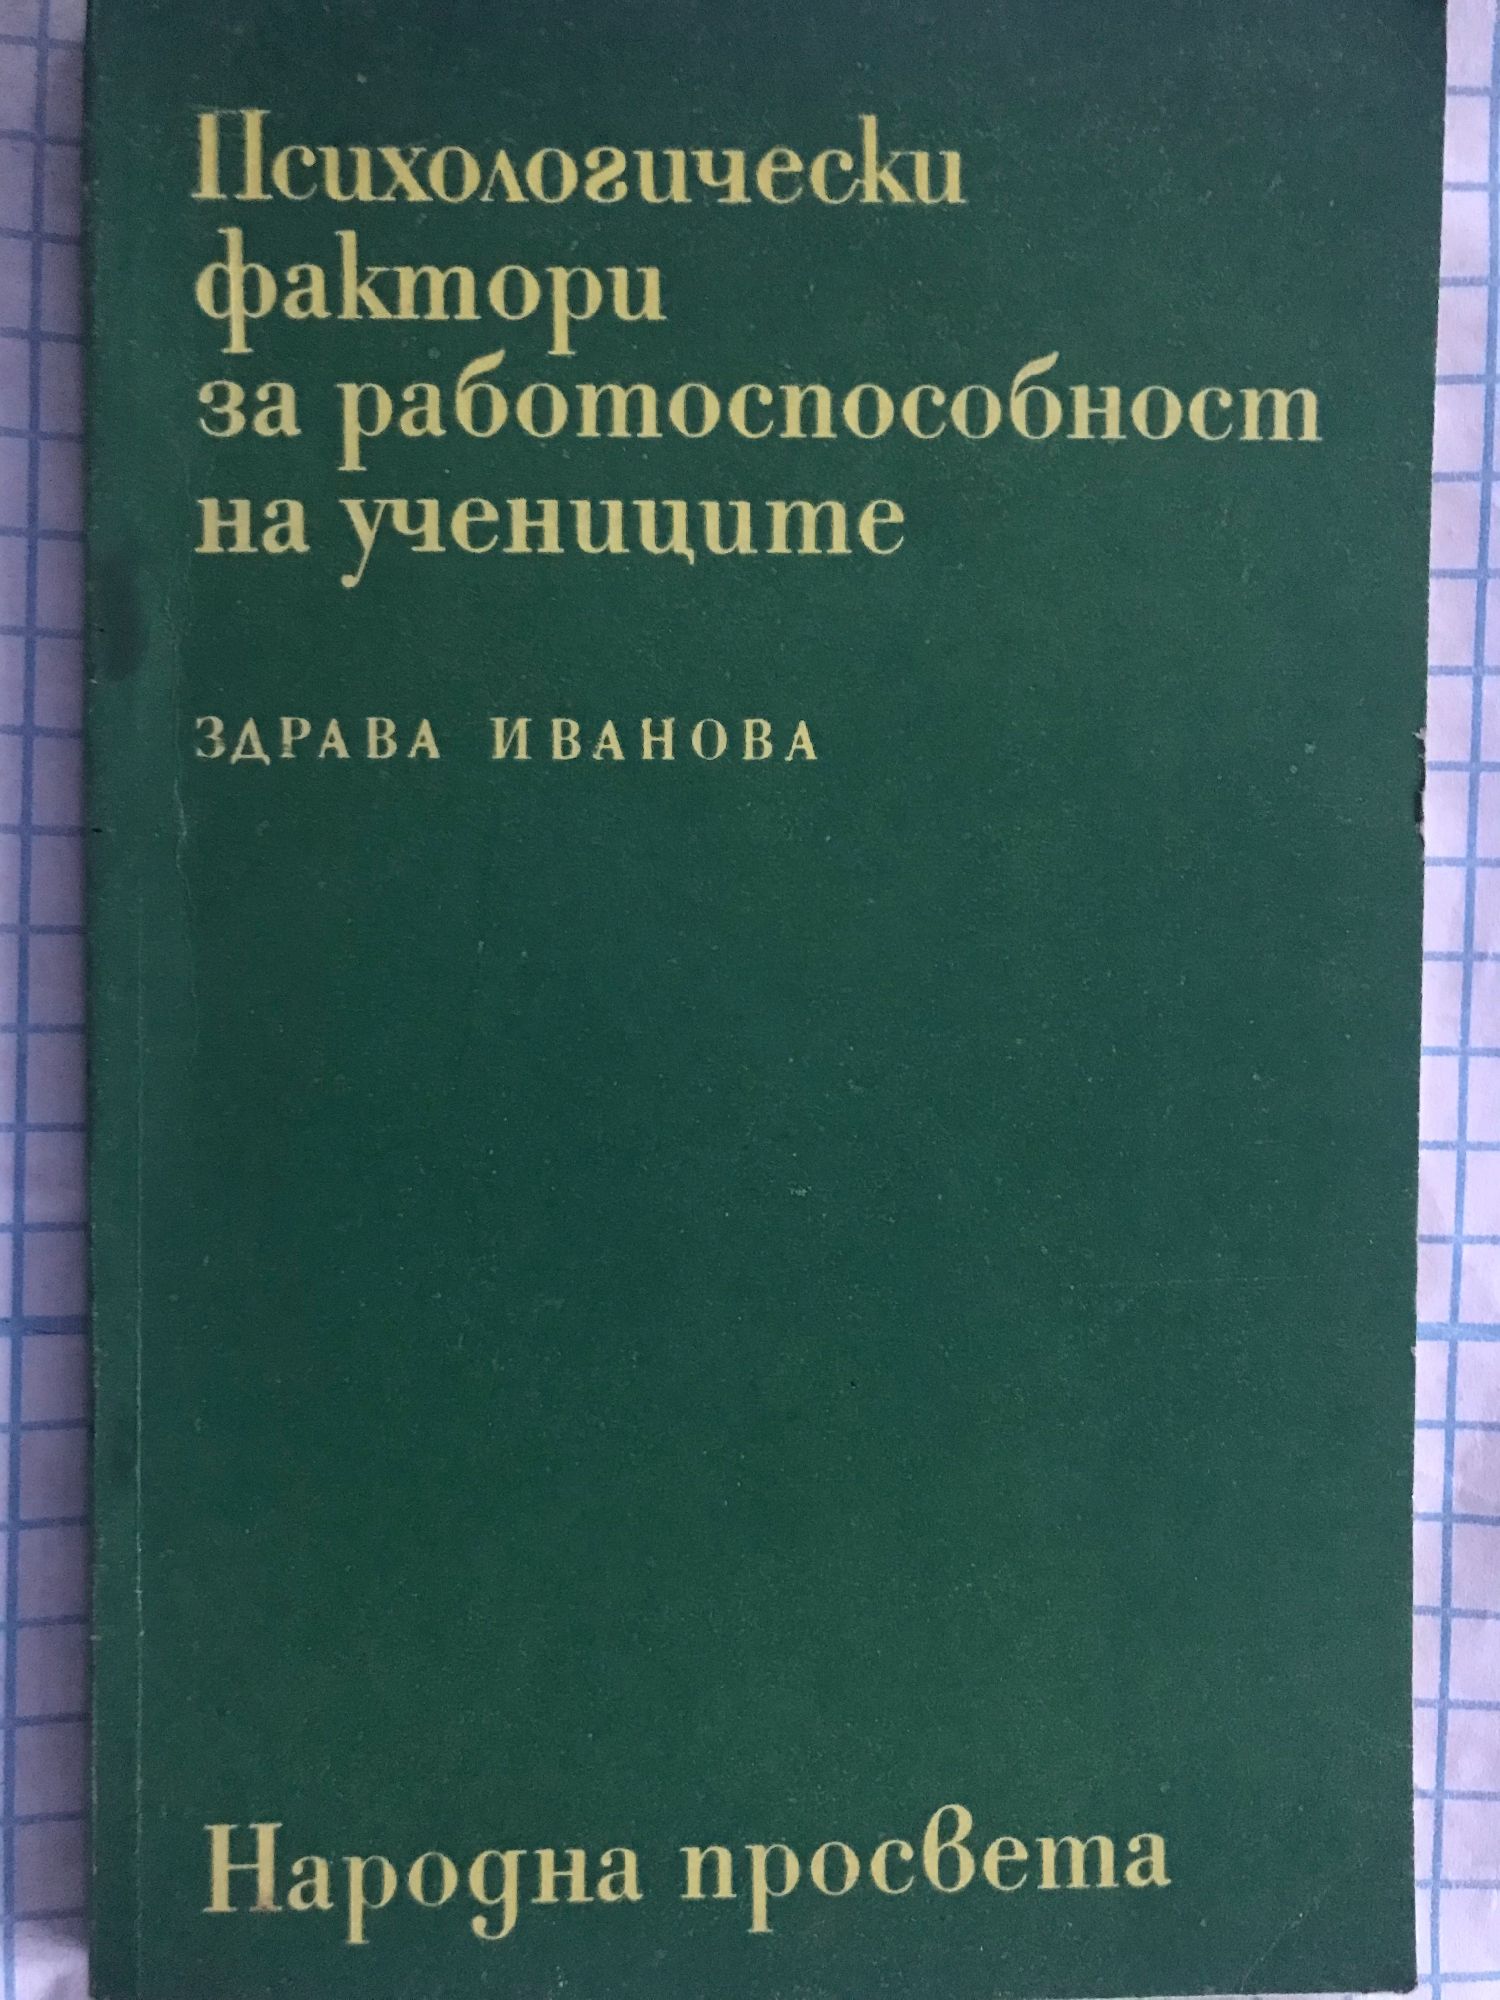 Психологически
фактори
за работоспособност
на учениците
ЗДРАВА ИВАНОВА
Народна просвета